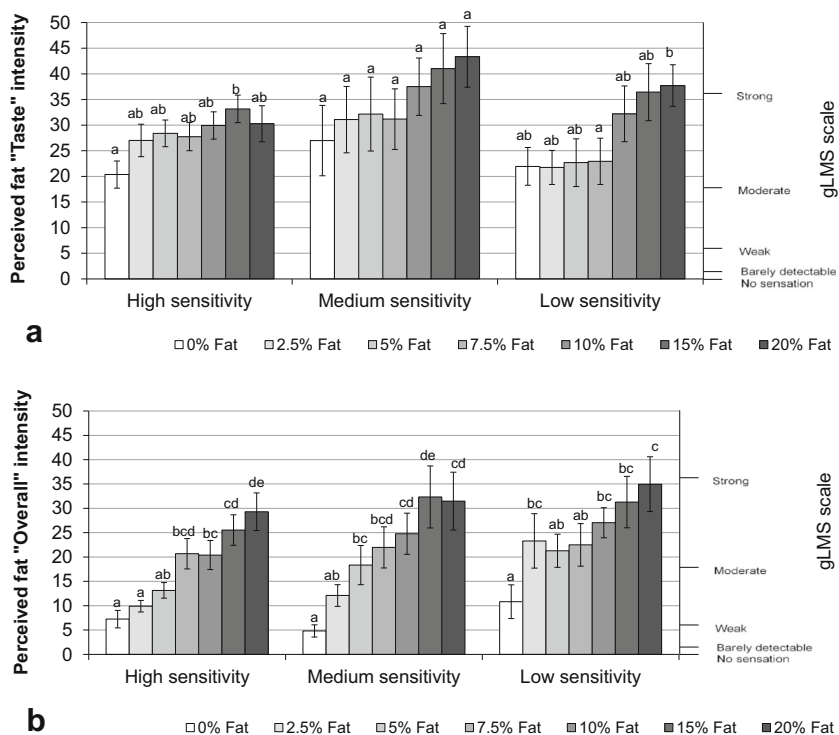 Perceived fat "Taste" intensity
50
45
40
35
30
25
20
15
10
5
0
a ab ab ab ab b ab
a a a a a a a
ab ab ab a ab ab b
High sensitivity Medium sensitivity Low sensitivity
Strong
Moderate
Weak
Barely detectable
No sensation
gLMS scale
a
0% Fat 2.5% Fat 5% Fat 7.5% Fat 10% Fat 15% Fat 20% Fat
Perceived fat "Overall" intensity
50
45
40
35
30
25
20
15
10
5
0
a a ab bcd bc cd de
a ab bc bcd cd de cd
a bc ab ab bc bc c
High sensitivity Medium sensitivity Low sensitivity
Strong
Moderate
Weak
Barely detectable
No sensation
gLMS scale
b
0% Fat 2.5% Fat 5% Fat 7.5% Fat 10% Fat 15% Fat 20% Fat